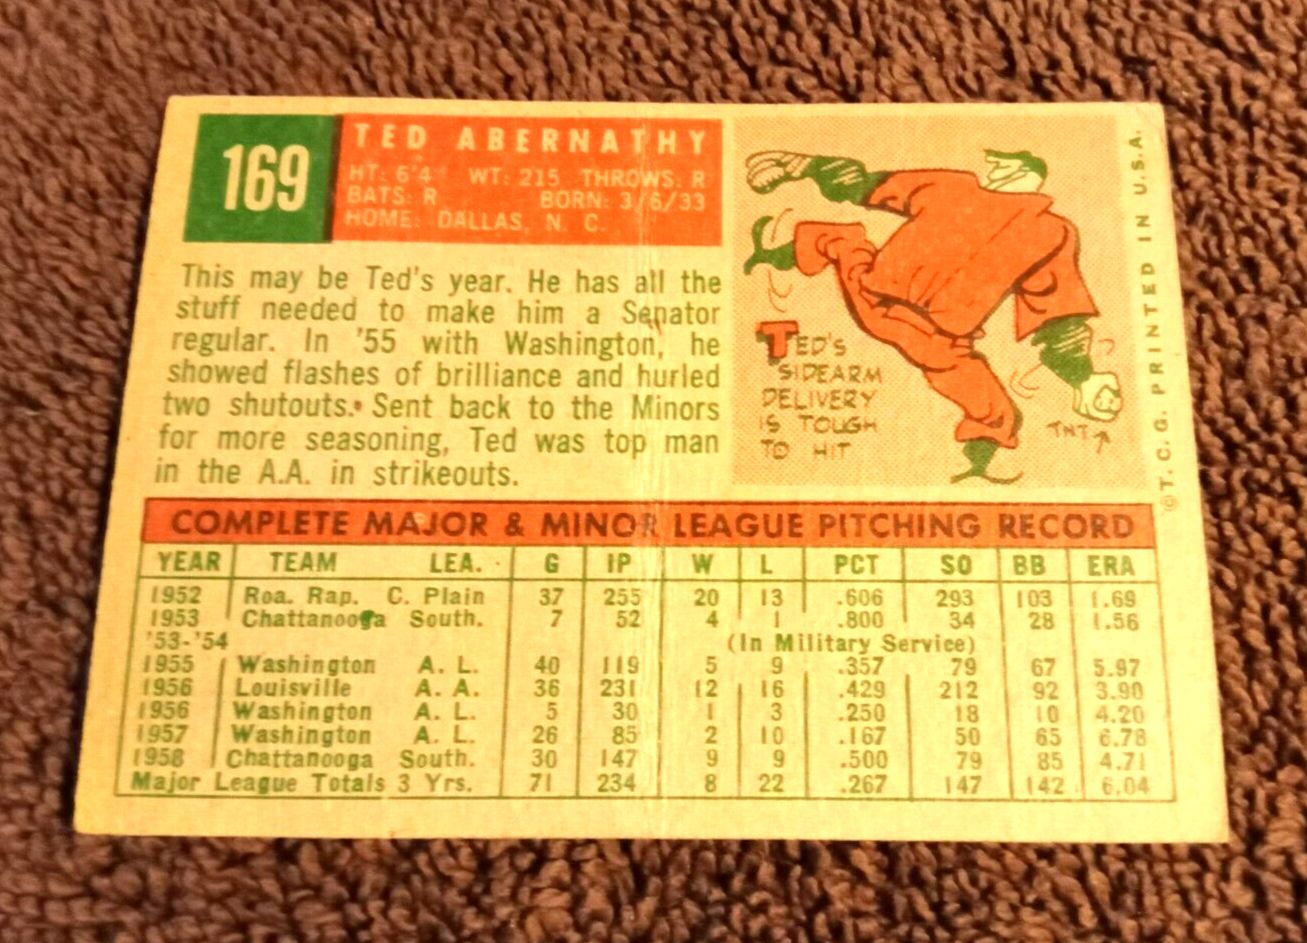 169
TED ABERNATHY
HT: 6'4 WT: 215 THROWS: R
BATS: R BORN: 3/6/33
HOME: DALLAS, N. C.
This may be Ted's year. He has all the
stuff needed to make him a Senator
regular. In '55 with Washington, he
showed flashes of brilliance and hurled
two shutouts. Sent back to the Minors
for more seasoning, Ted was top man
in the A.A. in strikeouts.
TED'S
SIDEARM
DELIVERY
IS TOUGH
TO HIT
TNT
©T.C.G. PRINTED IN U.S.A.
COMPLETE MAJOR & MINOR LEAGUE PITCHING RECORD
YEAR TEAM LEA. G IP W L PCT SO BB ERA
1952 Roa. Rap. C. Plain 37 255 20 13 .606 293 103 1.69
1953 Chattanooga South. 7 52 4 1 .800 34 28 1.56
'53-'54 (In Military Service)
1955 Washington A. L. 40 119 5 9 .357 79 67 5.97
1956 Louisville A. A. 36 231 12 16 .429 212 92 3.90
1956 Washington A. L. 5 30 1 3 .250 18 10 4.20
1957 Washington A. L. 26 85 2 10 .167 50 65 6.78
1958 Chattanooga South. 30 147 9 9 .500 79 85 4.71
Major League Totals 3 Yrs. 71 234 8 22 .267 147 142 6.04